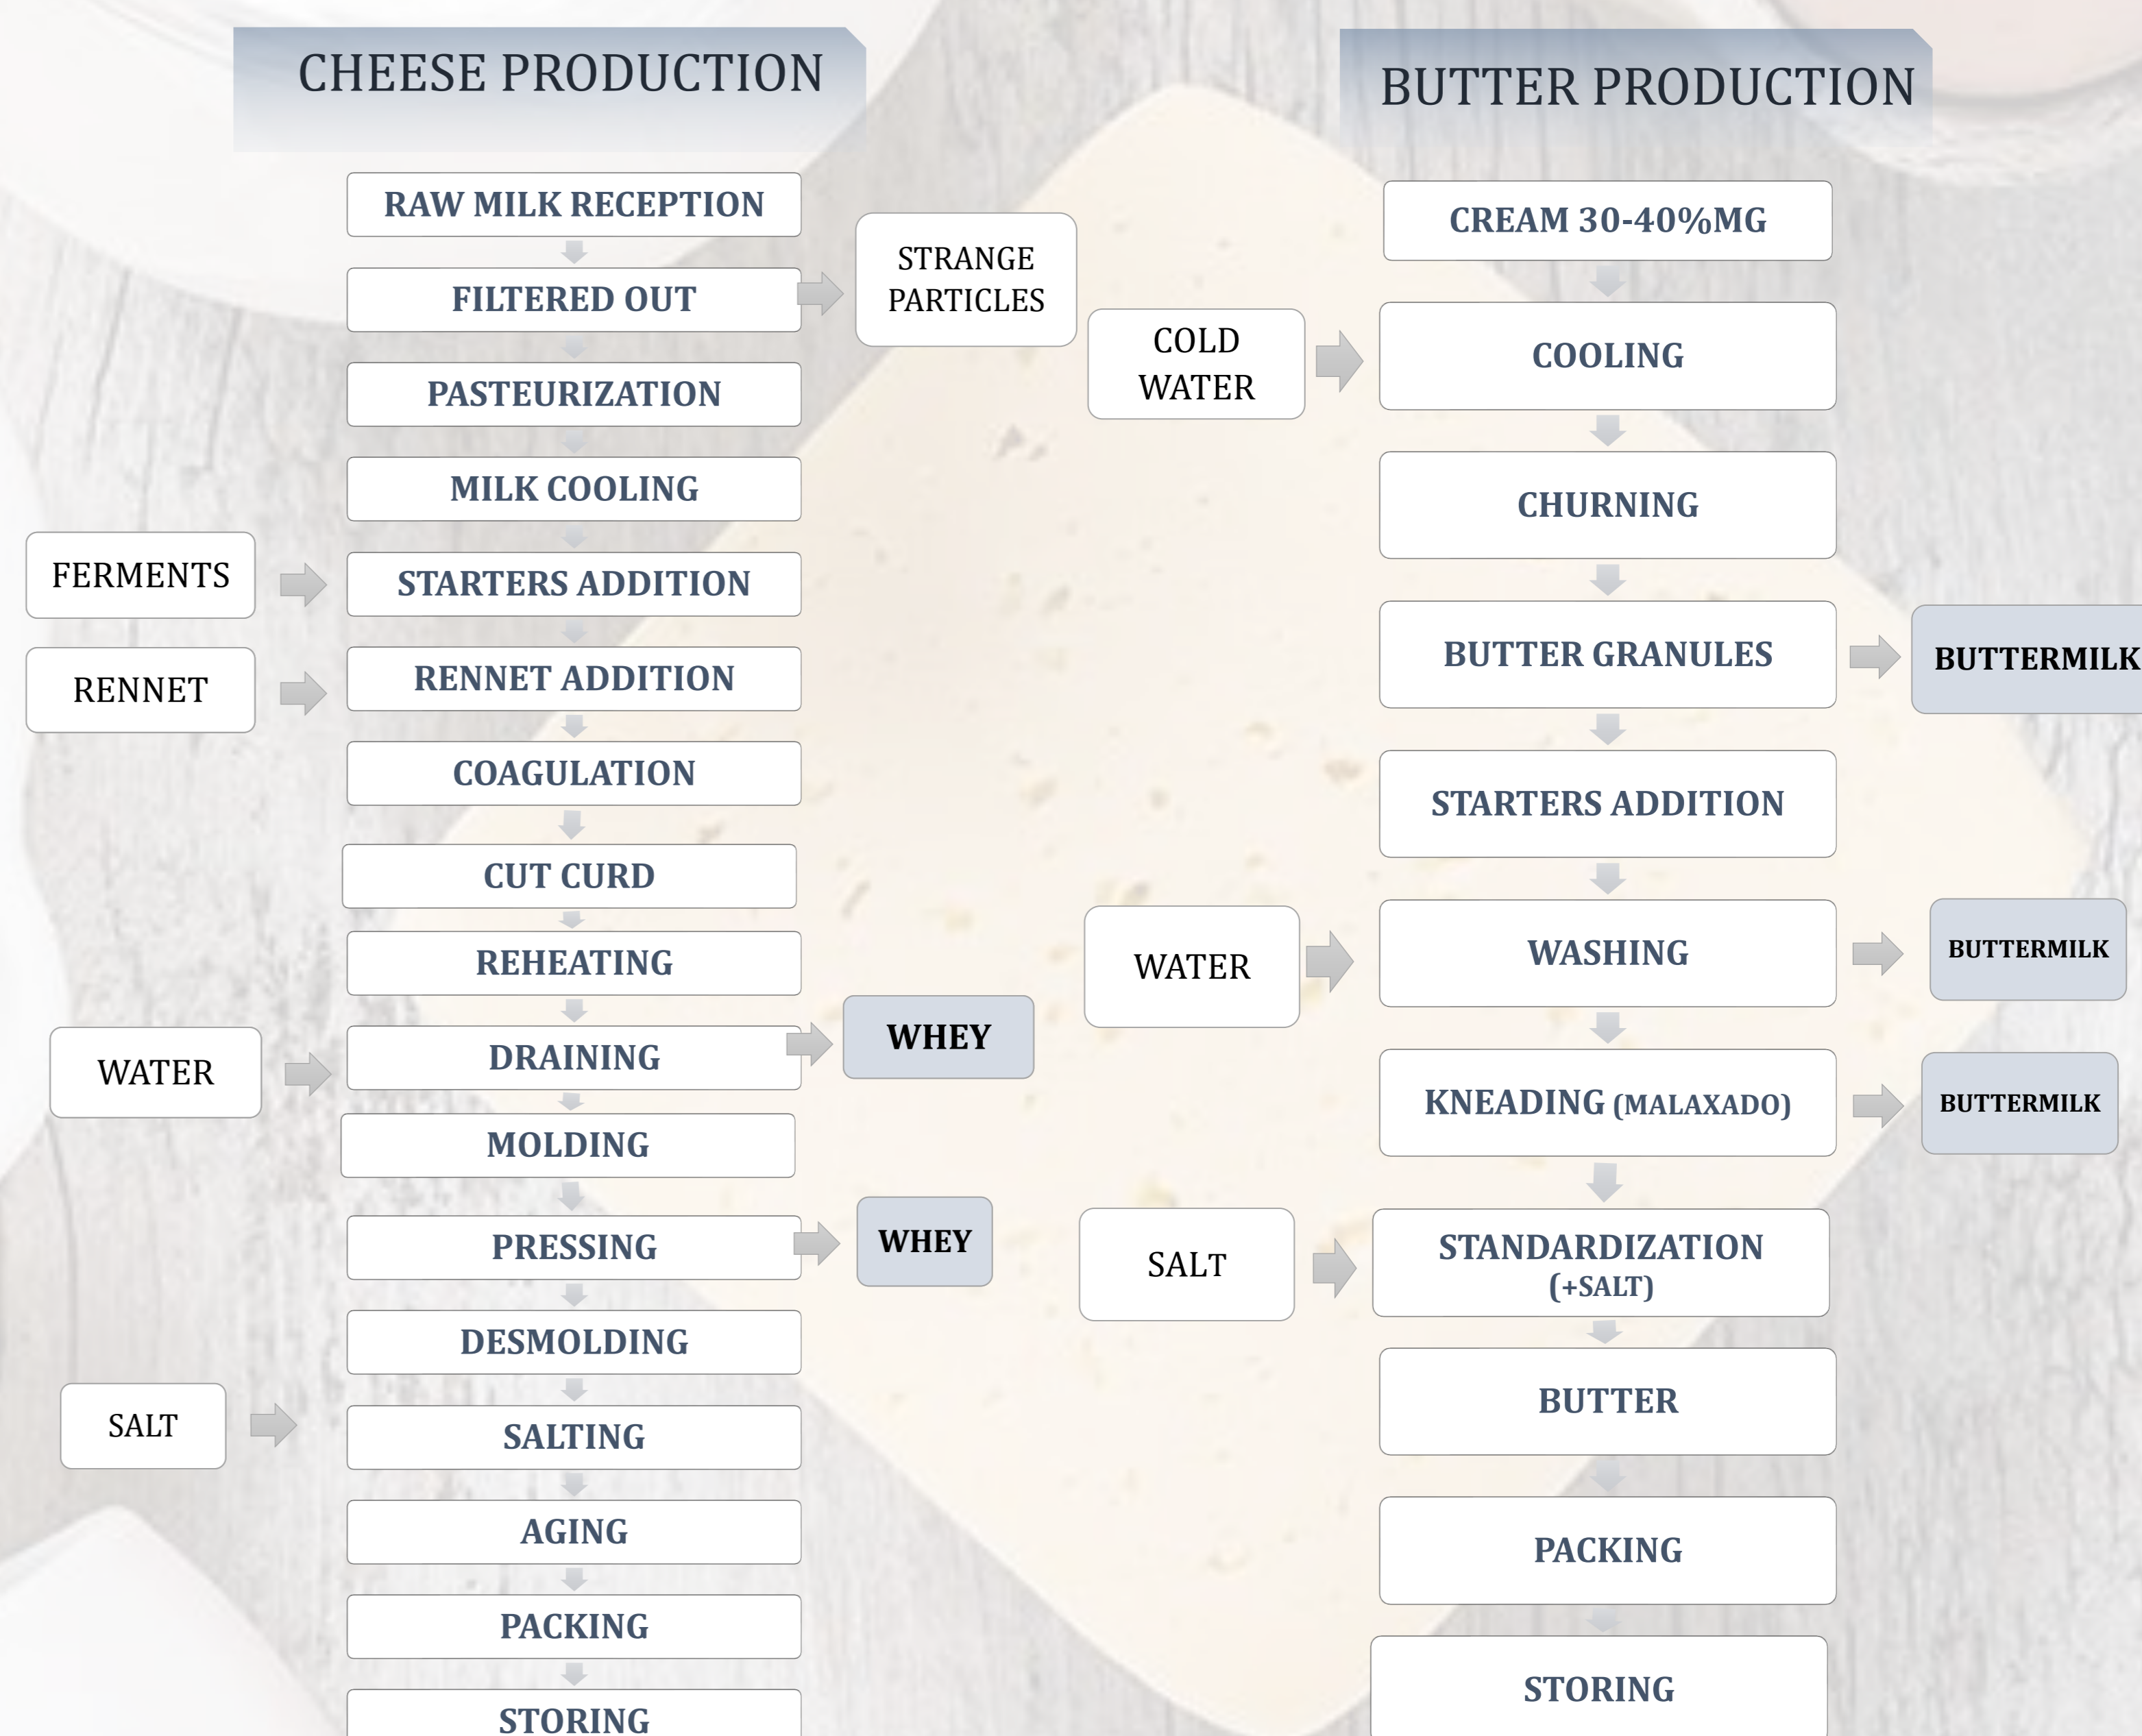 CHEESE PRODUCTION
RAW MILK RECEPTION
FILTERED OUT
STRANGE
PARTICLES
PASTEURIZATION
MILK COOLING
FERMENTS
STARTERS ADDITION
RENNET
RENNET ADDITION
COAGULATION
CUT CURD
REHEATING
WATER
DRAINING
WHEY
MOLDING
PRESSING
WHEY
DESMOLDING
SALT
SALTING
AGING
PACKING
STORING
BUTTER PRODUCTION
CREAM 30-40%MG
COLD
WATER
COOLING
CHURNING
BUTTER GRANULES
BUTTERMILK
STARTERS ADDITION
WATER
WASHING
BUTTERMILK
KNEADING (MALAXADO)
BUTTERMILK
SALT
STANDARDIZATION
(+SALT)
BUTTER
PACKING
STORING